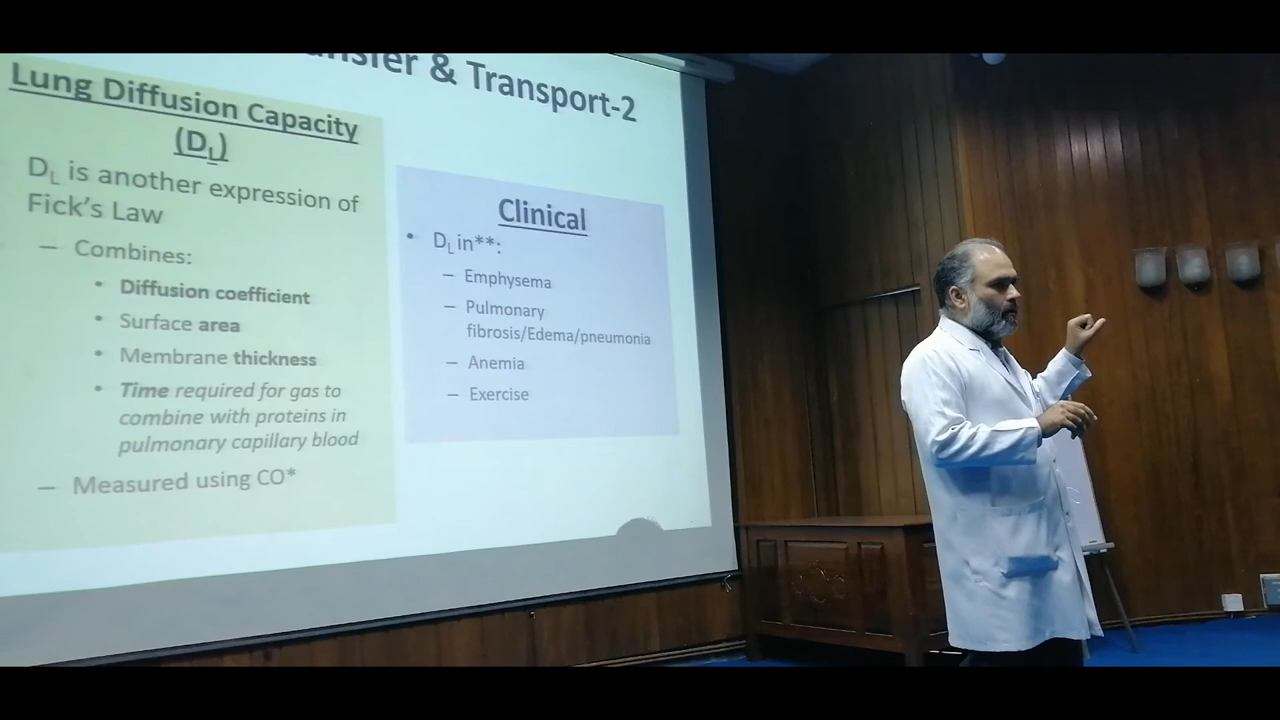 & Transport-2
Lung Diffusion Capacity
(DL)
DL is another expression of
Fick's Law
– Combines:
• Diffusion coefficient
• Surface area
• Membrane thickness
• Time required for gas to
combine with proteins in
pulmonary capillary blood
– Measured using CO*
Clinical
• DL in**:
– Emphysema
– Pulmonary
fibrosis/Edema/pneumonia
– Anemia
– Exercise